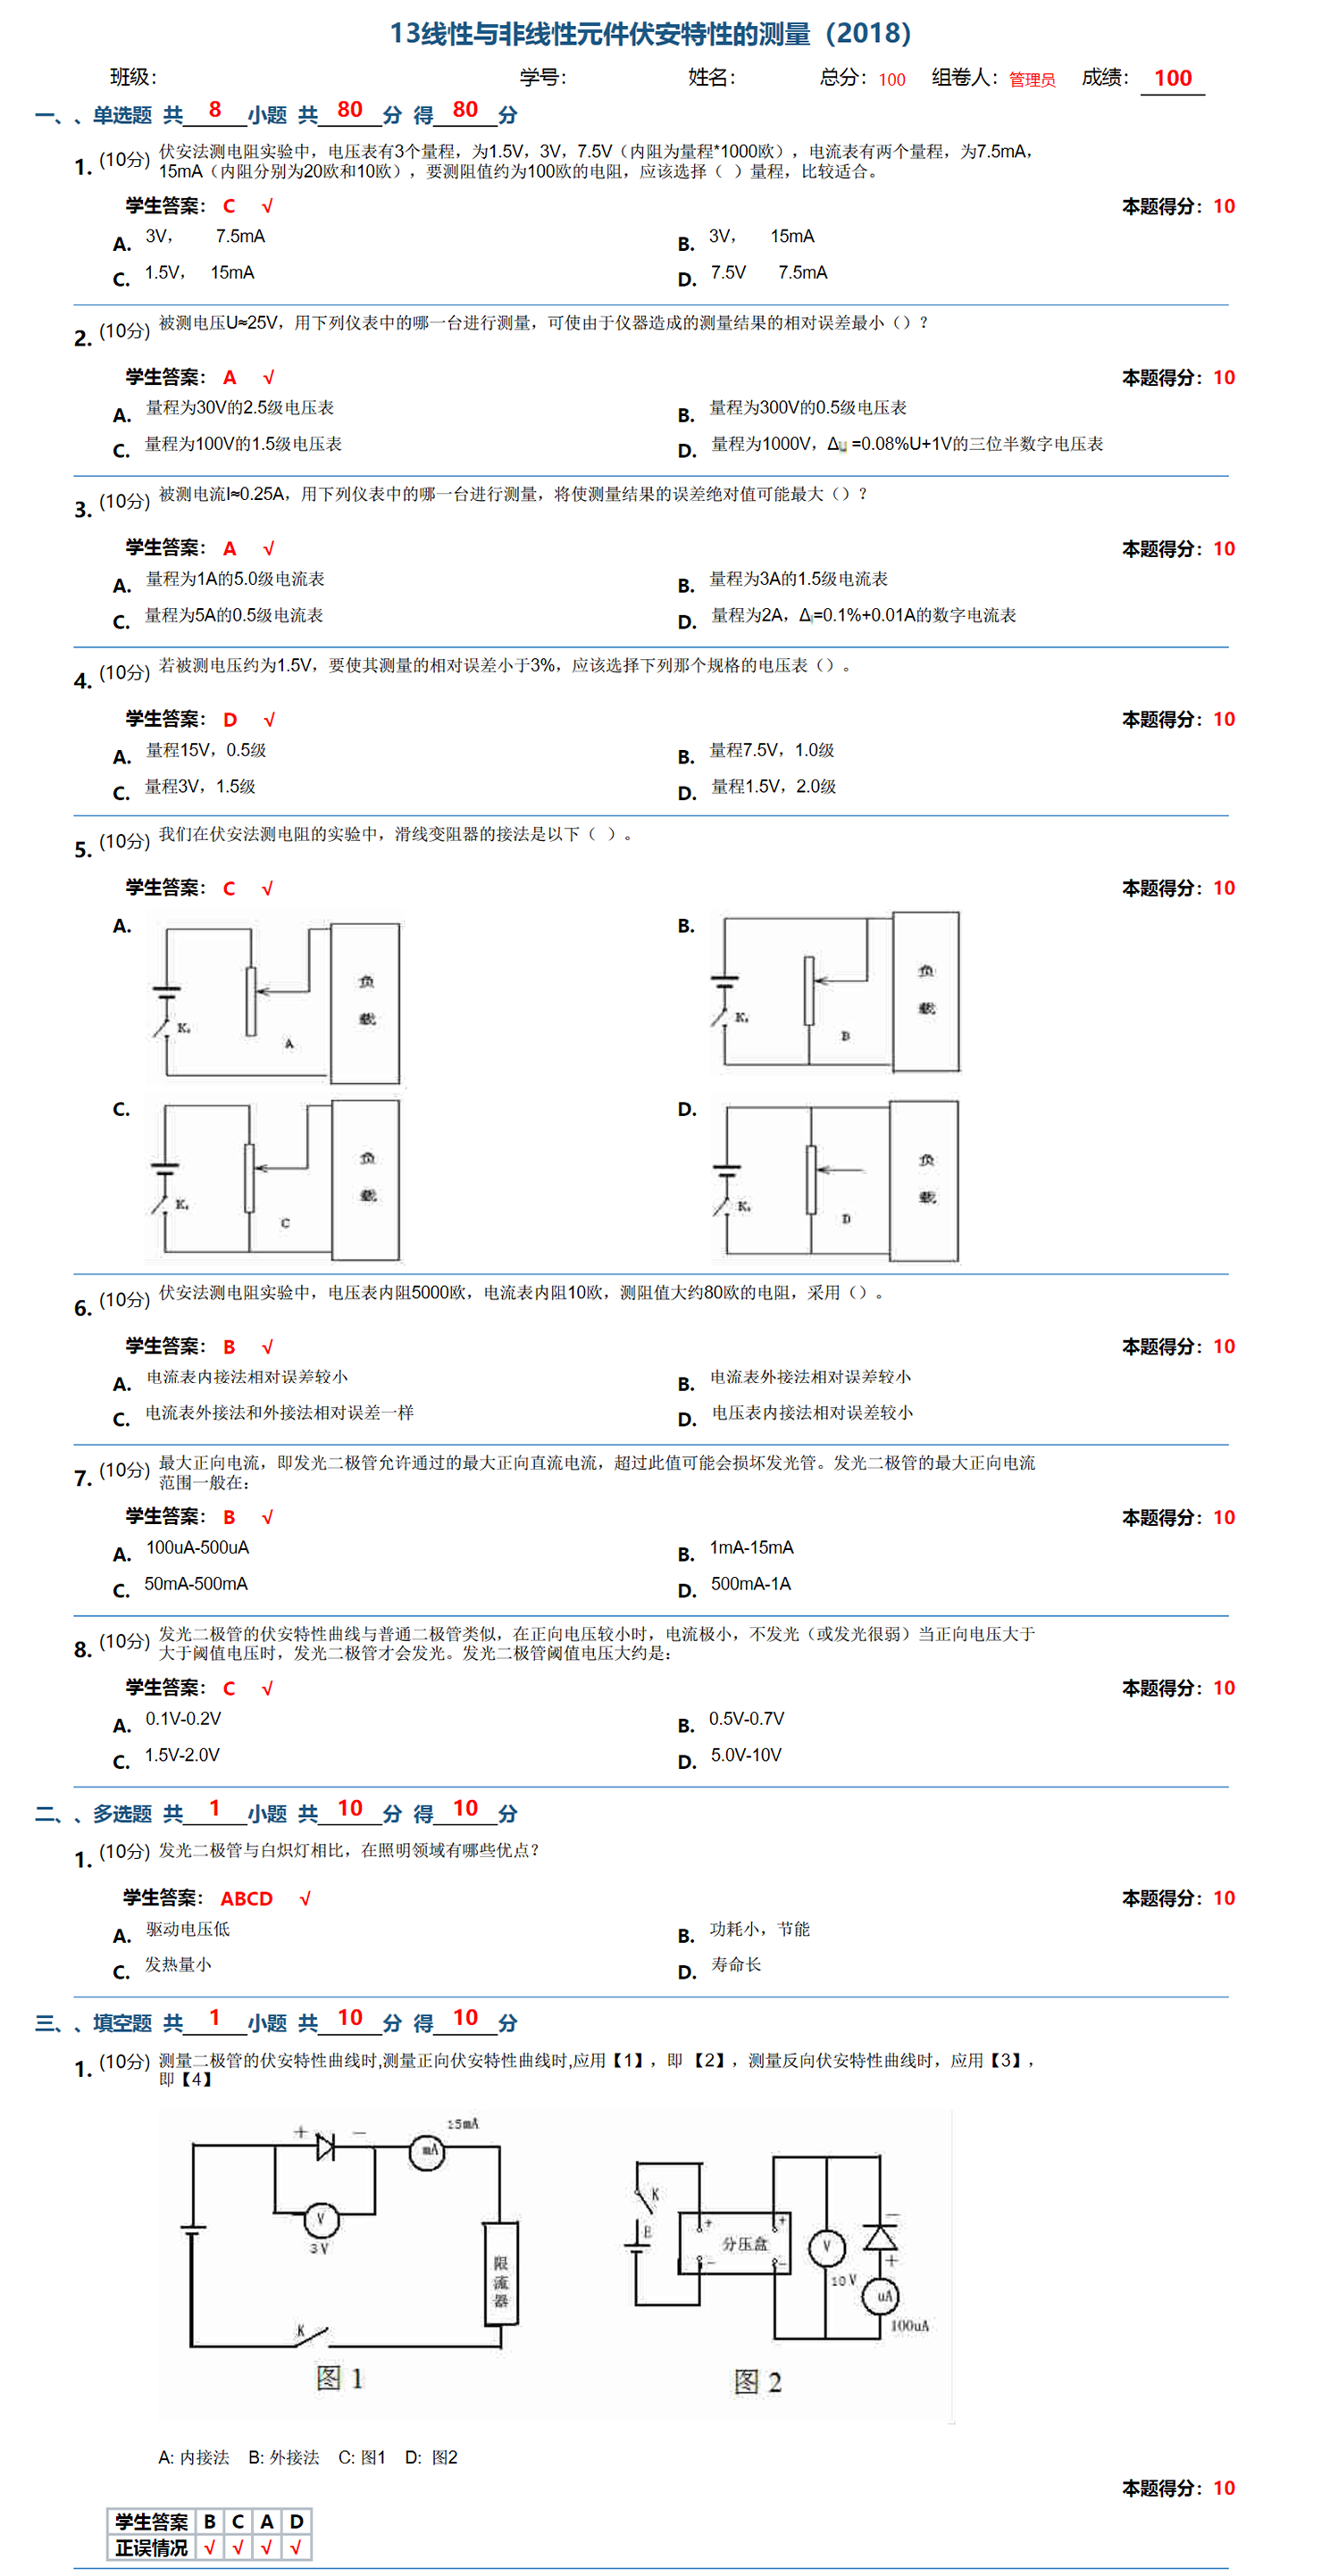 13线性与非线性元件伏安特性的测量（2018）
班级： 学号： 姓名： 总分：100 组卷人：管理员 成绩： 100
一、、单选题 共 8 小题 共 80 分 得 80 分
1. (10分) 伏安法测电阻实验中，电压表有3个量程，为1.5V，3V，7.5V（内阻为量程*1000欧），电流表有两个量程，为7.5mA，
15mA（内阻分别为20欧和10欧），要测阻值约为100欧的电阻，应该选择（ ）量程，比较适合。
学生答案： C √ 本题得分：10
A. 3V， 7.5mA B. 3V， 15mA
C. 1.5V， 15mA D. 7.5V 7.5mA
2. (10分) 被测电压U≈25V，用下列仪表中的哪一台进行测量，可使由于仪器造成的测量结果的相对误差最小（）？
学生答案： A √ 本题得分：10
A. 量程为30V的2.5级电压表 B. 量程为300V的0.5级电压表
C. 量程为100V的1.5级电压表 D. 量程为1000V，Δu =0.08%U+1V的三位半数字电压表
3. (10分) 被测电流I≈0.25A，用下列仪表中的哪一台进行测量，将使测量结果的误差绝对值可能最大（）？
学生答案： A √ 本题得分：10
A. 量程为1A的5.0级电流表 B. 量程为3A的1.5级电流表
C. 量程为5A的0.5级电流表 D. 量程为2A，ΔI=0.1%+0.01A的数字电流表
4. (10分) 若被测电压约为1.5V，要使其测量的相对误差小于3%，应该选择下列那个规格的电压表（）。
学生答案： D √ 本题得分：10
A. 量程15V，0.5级 B. 量程7.5V，1.0级
C. 量程3V，1.5级 D. 量程1.5V，2.0级
5. (10分) 我们在伏安法测电阻的实验中，滑线变阻器的接法是以下（ ）。
学生答案： C √ 本题得分：10
A. B.
负 载 K. A
负 载 K. B
C. D.
负 载 K. C
负 载 K. D
6. (10分) 伏安法测电阻实验中，电压表内阻5000欧，电流表内阻10欧，测阻值大约80欧的电阻，采用（）。
学生答案： B √ 本题得分：10
A. 电流表内接法相对误差较小 B. 电流表外接法相对误差较小
C. 电流表外接法和外接法相对误差一样 D. 电压表内接法相对误差较小
7. (10分) 最大正向电流，即发光二极管允许通过的最大正向直流电流，超过此值可能会损坏发光管。发光二极管的最大正向电流
范围一般在：
学生答案： B √ 本题得分：10
A. 100uA-500uA B. 1mA-15mA
C. 50mA-500mA D. 500mA-1A
8. (10分) 发光二极管的伏安特性曲线与普通二极管类似，在正向电压较小时，电流极小，不发光（或发光很弱）当正向电压大于
大于阈值电压时，发光二极管才会发光。发光二极管阈值电压大约是：
学生答案： C √ 本题得分：10
A. 0.1V-0.2V B. 0.5V-0.7V
C. 1.5V-2.0V D. 5.0V-10V
二、、多选题 共 1 小题 共 10 分 得 10 分
1. (10分) 发光二极管与白炽灯相比，在照明领域有哪些优点？
学生答案： ABCD √ 本题得分：10
A. 驱动电压低 B. 功耗小，节能
C. 发热量小 D. 寿命长
三、、填空题 共 1 小题 共 10 分 得 10 分
1. (10分) 测量二极管的伏安特性曲线时,测量正向伏安特性曲线时,应用【1】，即 【2】，测量反向伏安特性曲线时，应用【3】，
即【4】
+ − mA 15mA V 3V 限流器 K
图 1
K E + − 分压盒 + − V 10V − + uA 100uA
图 2
A: 内接法 B: 外接法 C: 图1 D: 图2
本题得分：10
学生答案 B C A D
正误情况 √ √ √ √